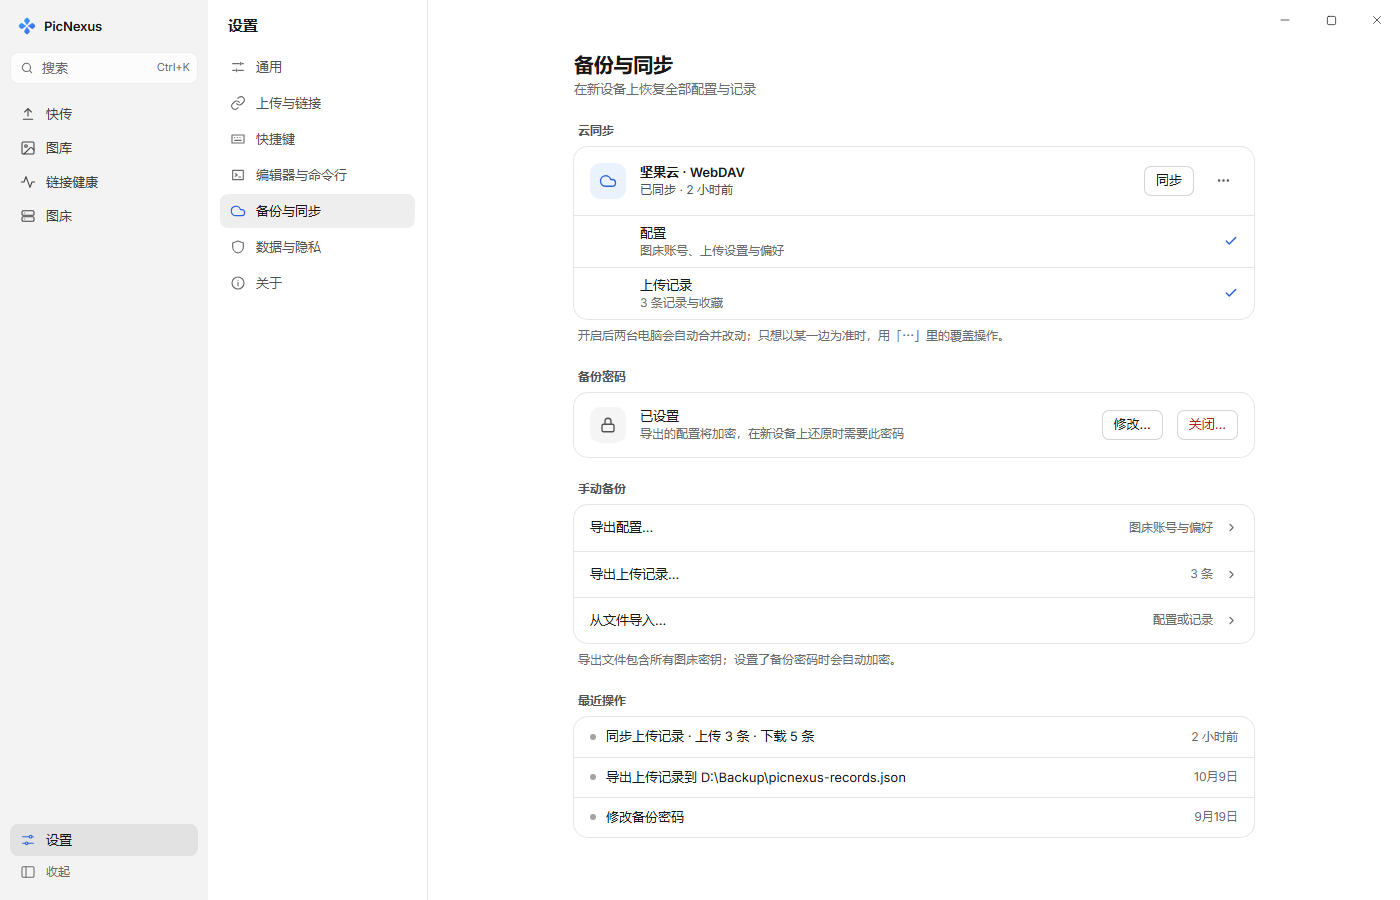 PicNexus
搜索
Ctrl+K
快传
图库
链接健康
图床
设置
收起
设置
通用
上传与链接
快捷键
编辑器与命令行
备份与同步
数据与隐私
关于
备份与同步
在新设备上恢复全部配置与记录
云同步
坚果云 · WebDAV
已同步 · 2 小时前
同步
配置
图床账号、上传设置与偏好
上传记录
3 条记录与收藏
开启后两台电脑会自动合并改动；只想以某一边为准时，用「…」里的覆盖操作。
备份密码
已设置
导出的配置将加密，在新设备上还原时需要此密码
修改...
关闭...
手动备份
导出配置...
图床账号与偏好
导出上传记录...
3 条
从文件导入...
配置或记录
导出文件包含所有图床密钥；设置了备份密码时会自动加密。
最近操作
同步上传记录 · 上传 3 条 · 下载 5 条
2 小时前
导出上传记录到 D:\Backup\picnexus-records.json
10月9日
修改备份密码
9月19日